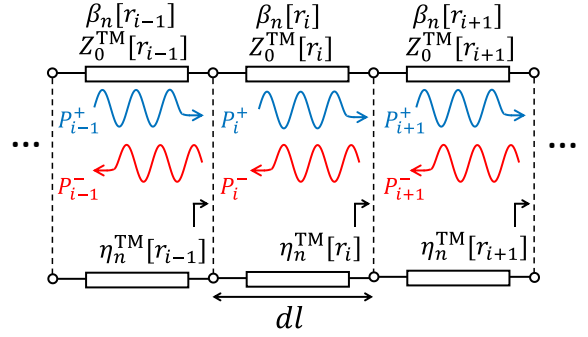 βₙ[rᵢ₋₁] βₙ[rᵢ] βₙ[rᵢ₊₁]
Z₀ᵀᴹ[rᵢ₋₁] Z₀ᵀᴹ[rᵢ] Z₀ᵀᴹ[rᵢ₊₁]
Pᵢ₋₁⁺ Pᵢ⁺ Pᵢ₊₁⁺
... ...
Pᵢ₋₁⁻ Pᵢ⁻ Pᵢ₊₁⁻
ηₙᵀᴹ[rᵢ₋₁] ηₙᵀᴹ[rᵢ] ηₙᵀᴹ[rᵢ₊₁]
dl